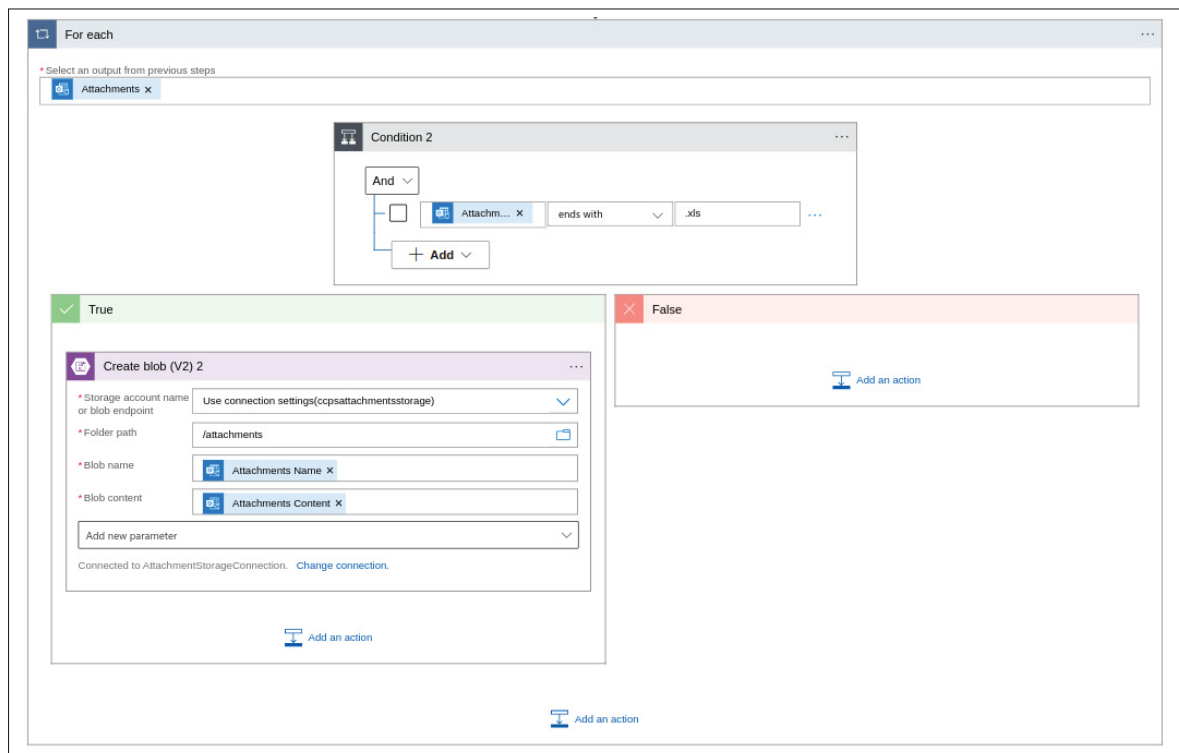 For each
*Select an output from previous steps
Attachments ×
Condition 2
And
Attachm... × ends with .xls
+ Add
True
False
Create blob (V2) 2
Add an action
*Storage account name or blob endpoint
Use connection settings(ccpsattachmentsstorage)
*Folder path
/attachments
*Blob name
Attachments Name ×
*Blob content
Attachments Content ×
Add new parameter
Connected to AttachmentStorageConnection. Change connection.
Add an action
Add an action